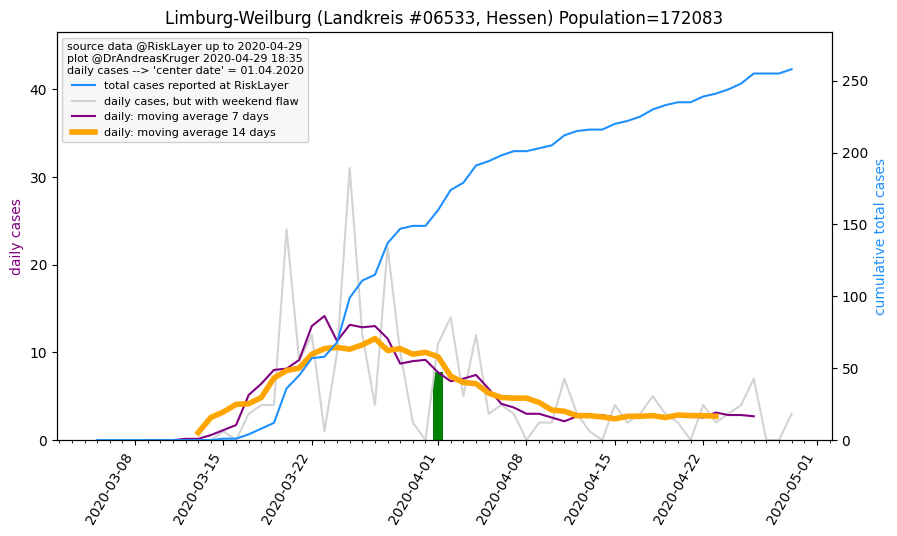 Limburg-Weilburg (Landkreis #06533, Hessen) Population=172083
source data @RiskLayer up to 2020-04-29
plot @DrAndreasKruger 2020-04-29 18:35
daily cases --> 'center date' = 01.04.2020
total cases reported at RiskLayer
daily cases, but with weekend flaw
daily: moving average 7 days
daily: moving average 14 days
daily cases
40
30
20
10
0
cumulative total cases
250
200
150
100
50
0
2020-03-08
2020-03-15
2020-03-22
2020-04-01
2020-04-08
2020-04-15
2020-04-22
2020-05-01